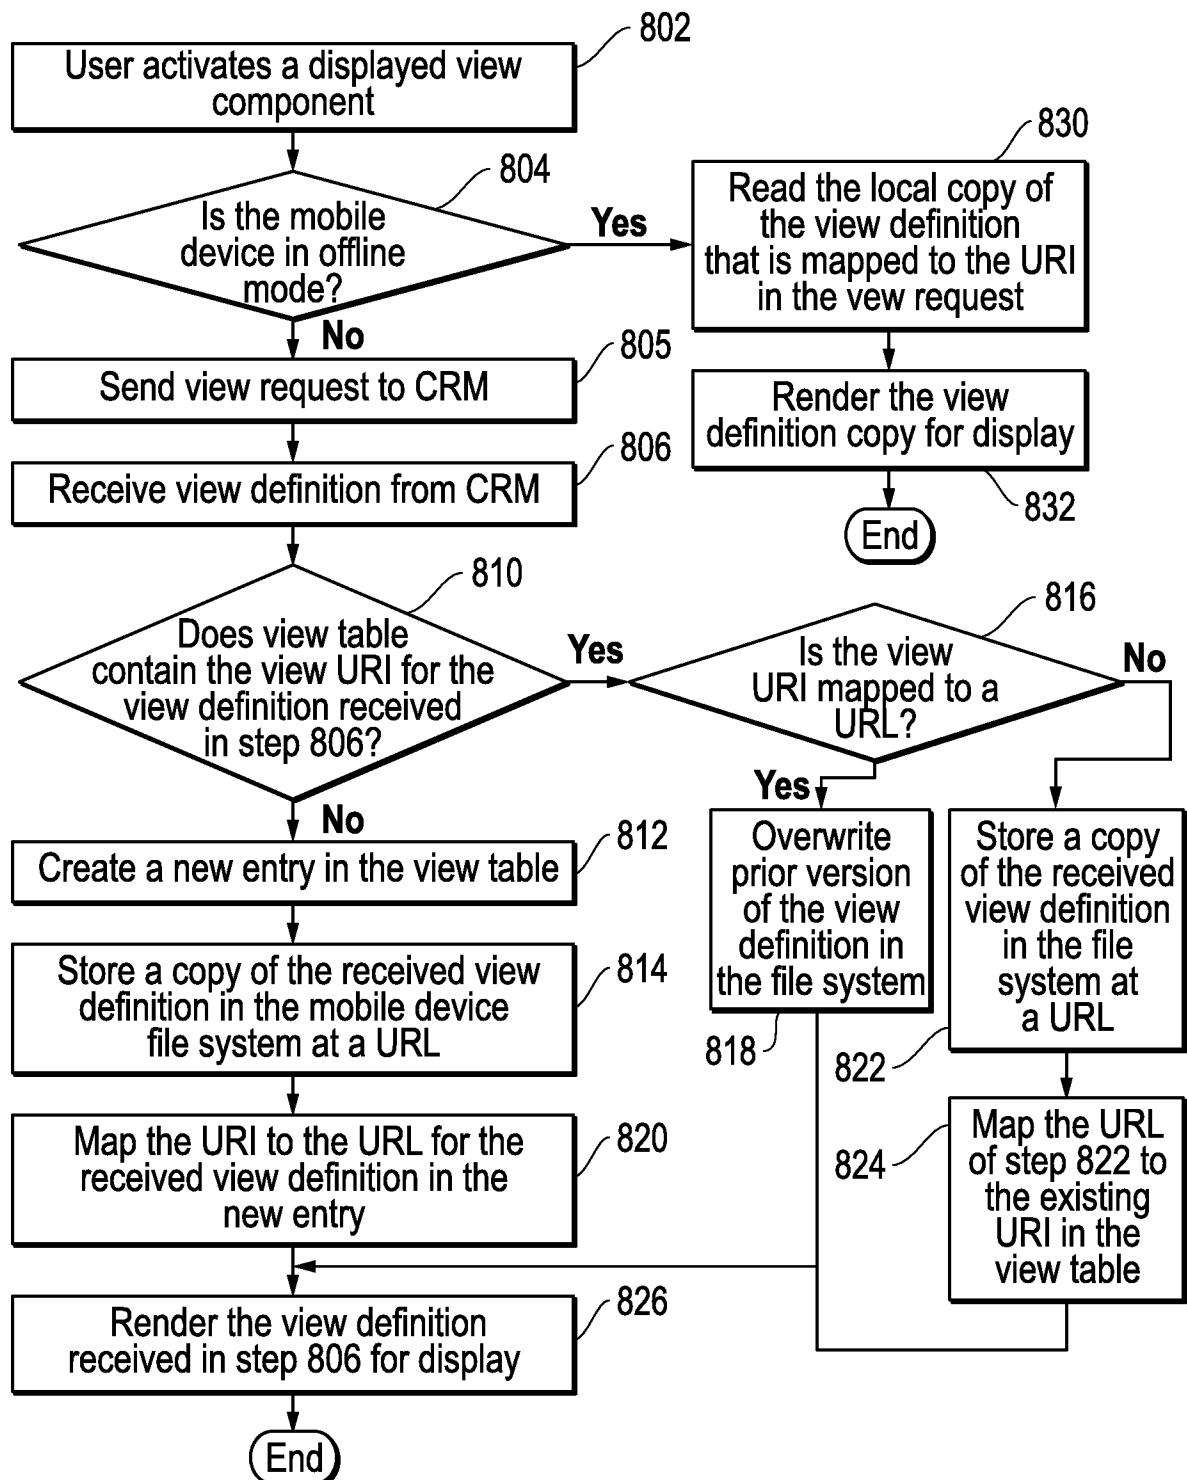 802
User activates a displayed view
component
804
Is the mobile
device in offline
mode?
Yes
No
830
Read the local copy of
the view definition
that is mapped to the URI
in the vew request
805
Send view request to CRM
Render the view
definition copy for display
832
End
806
Receive view definition from CRM
810
Does view table
contain the view URI for the
view definition received
in step 806?
Yes
No
816
Is the view
URI mapped to a
URL?
No
Yes
812
Create a new entry in the view table
814
Store a copy of the received view
definition in the mobile device
file system at a URL
Overwrite
prior version
of the view
definition in
the file system
818
Store a copy
of the received
view definition
in the file
system at
a URL
822
820
Map the URI to the URL for the
received view definition in the
new entry
824
Map the URL
of step 822 to
the existing
URI in the
view table
826
Render the view definition
received in step 806 for display
End